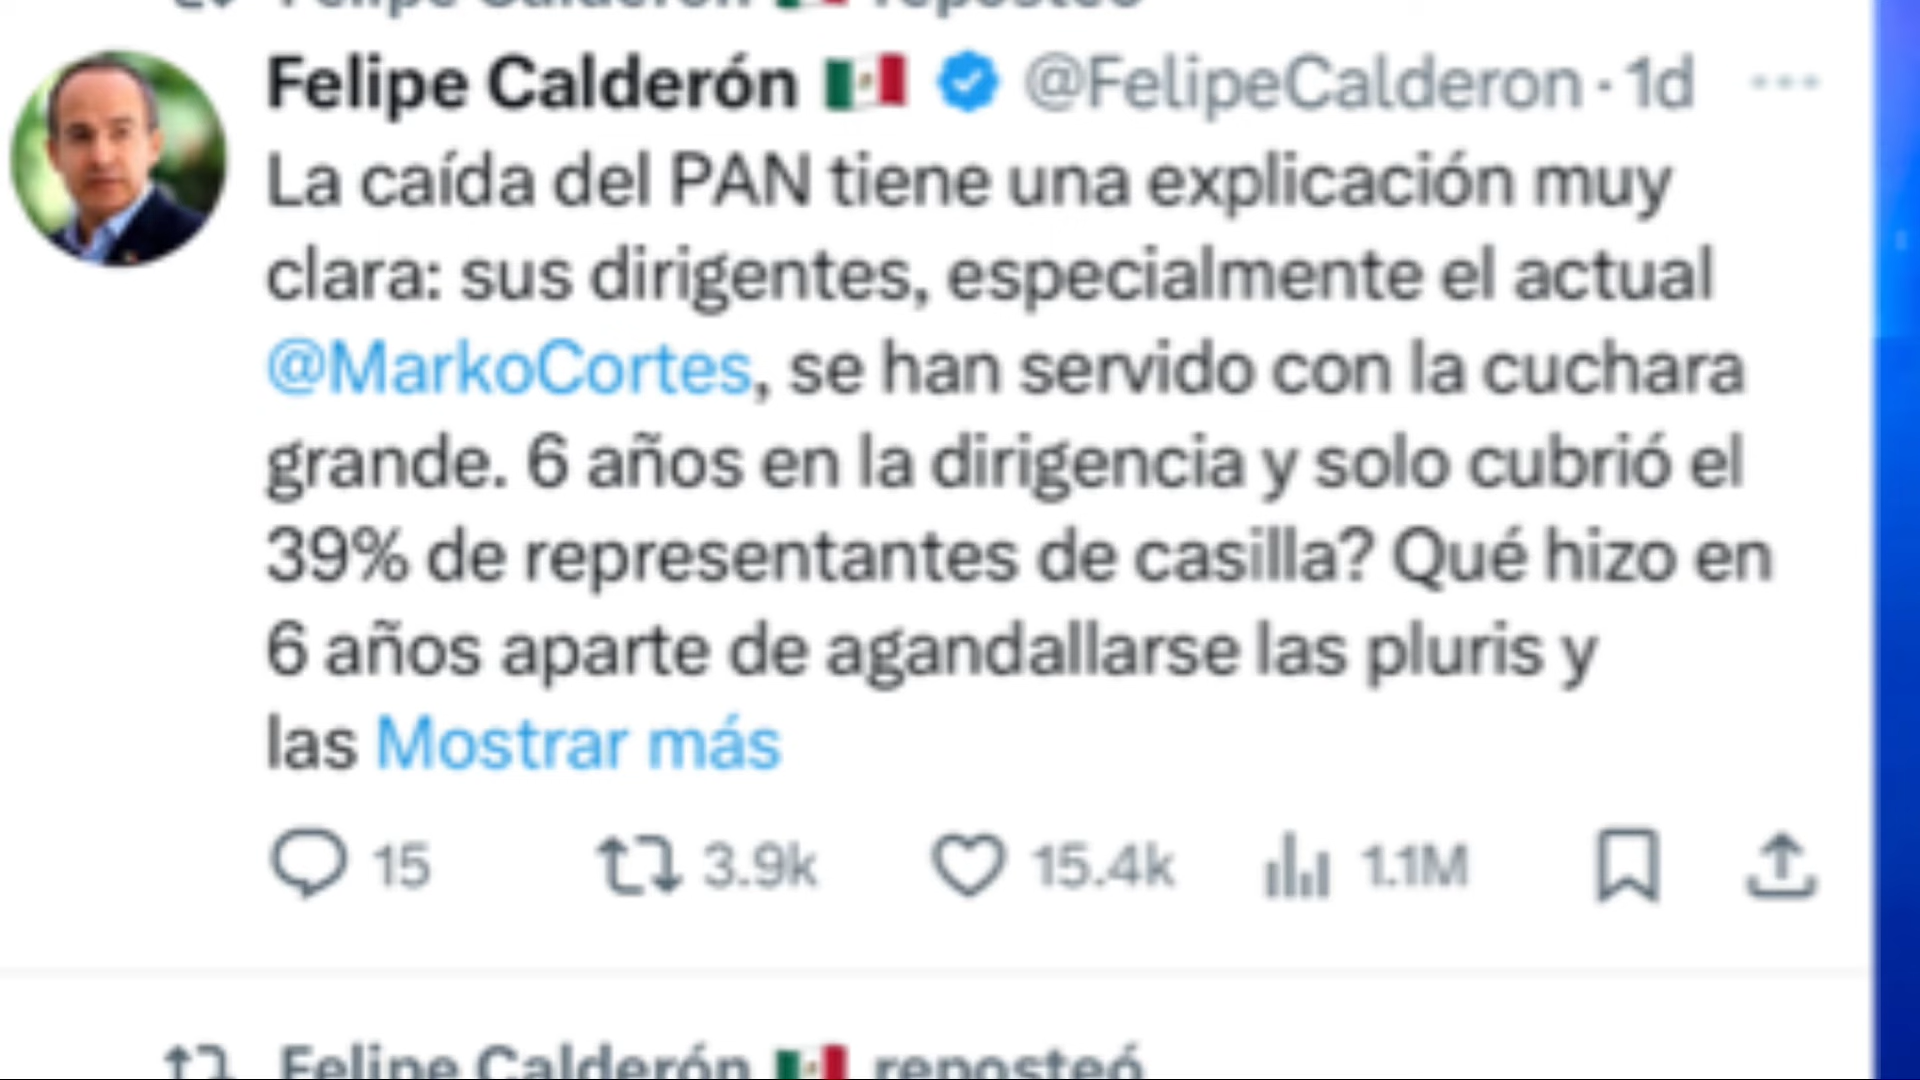 Felipe Calderón reposteó
Felipe Calderón @FelipeCalderon · 1d
La caída del PAN tiene una explicación muy
clara: sus dirigentes, especialmente el actual
@MarkoCortes, se han servido con la cuchara
grande. 6 años en la dirigencia y solo cubrió el
39% de representantes de casilla? Qué hizo en
6 años aparte de agandallarse las pluris y
las Mostrar más
15 3.9k 15.4k 1.1M
Felipe Calderón reposteó